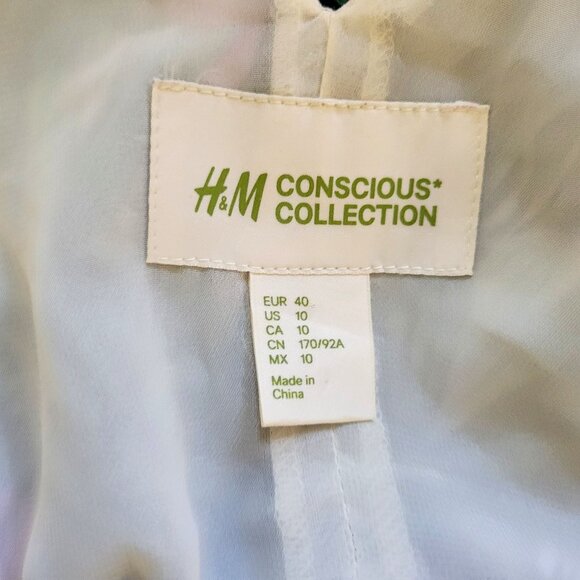 H&M CONSCIOUS*
COLLECTION
EUR 40
US 10
CA 10
CN 170/92A
MX 10
Made in
China